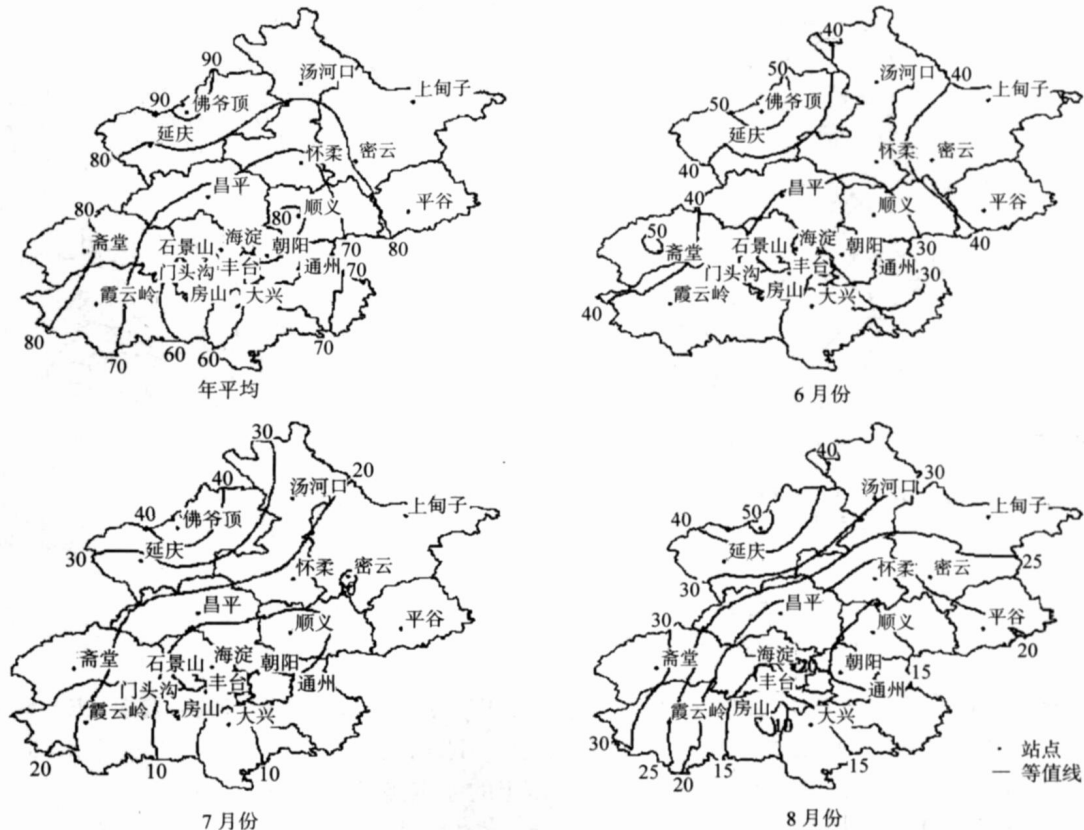 90
90
汤河口
上甸子
佛爷顶
延庆
80
怀柔
密云
昌平
80
80
顺义
平谷
斋堂
石景山
海淀
朝阳
70
80
门头沟
丰台
通州
70
霞云岭
房山
大兴
80
70
60
60
70
年平均
40
50
汤河口
40
上甸子
50
佛爷顶
延庆
40
怀柔
密云
昌平
40
顺义
平谷
50
斋堂
石景山
海淀
朝阳
30
40
门头沟
丰台
通州
30
霞云岭
房山
大兴
40
6月份
30
汤河口
20
上甸子
40
佛爷顶
40
延庆
30
怀柔
密云
昌平
顺义
平谷
斋堂
石景山
海淀
朝阳
门头沟
丰台
通州
霞云岭
房山
大兴
20
10
10
7月份
40
汤河口
30
上甸子
50
佛爷顶
40
延庆
25
30
怀柔
密云
昌平
30
顺义
平谷
20
斋堂
海淀
20
朝阳
15
丰台
通州
霞云岭
房山
10
大兴
30
25
20
15
15
站点
等值线
8月份